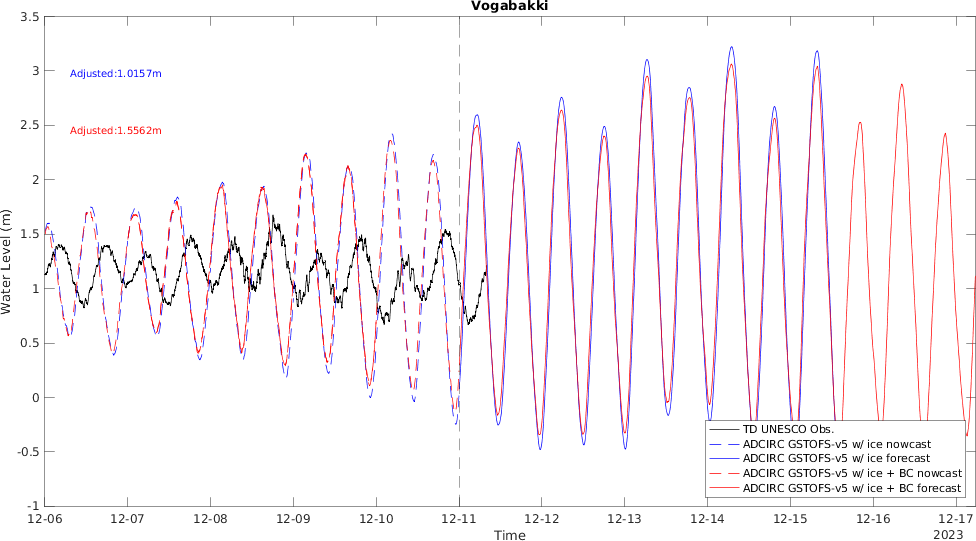 Vogabakki
3.5
3
2.5
2
1.5
1
0.5
0
-0.5
-1
Water Level (m)
Adjusted:1.0157m
Adjusted:1.5562m
TD UNESCO Obs.
ADCIRC GSTOFS-v5 w/ ice nowcast
ADCIRC GSTOFS-v5 w/ ice forecast
ADCIRC GSTOFS-v5 w/ ice + BC nowcast
ADCIRC GSTOFS-v5 w/ ice + BC forecast
12-06 12-07 12-08 12-09 12-10 12-11 12-12 12-13 12-14 12-15 12-16 12-17
Time
2023